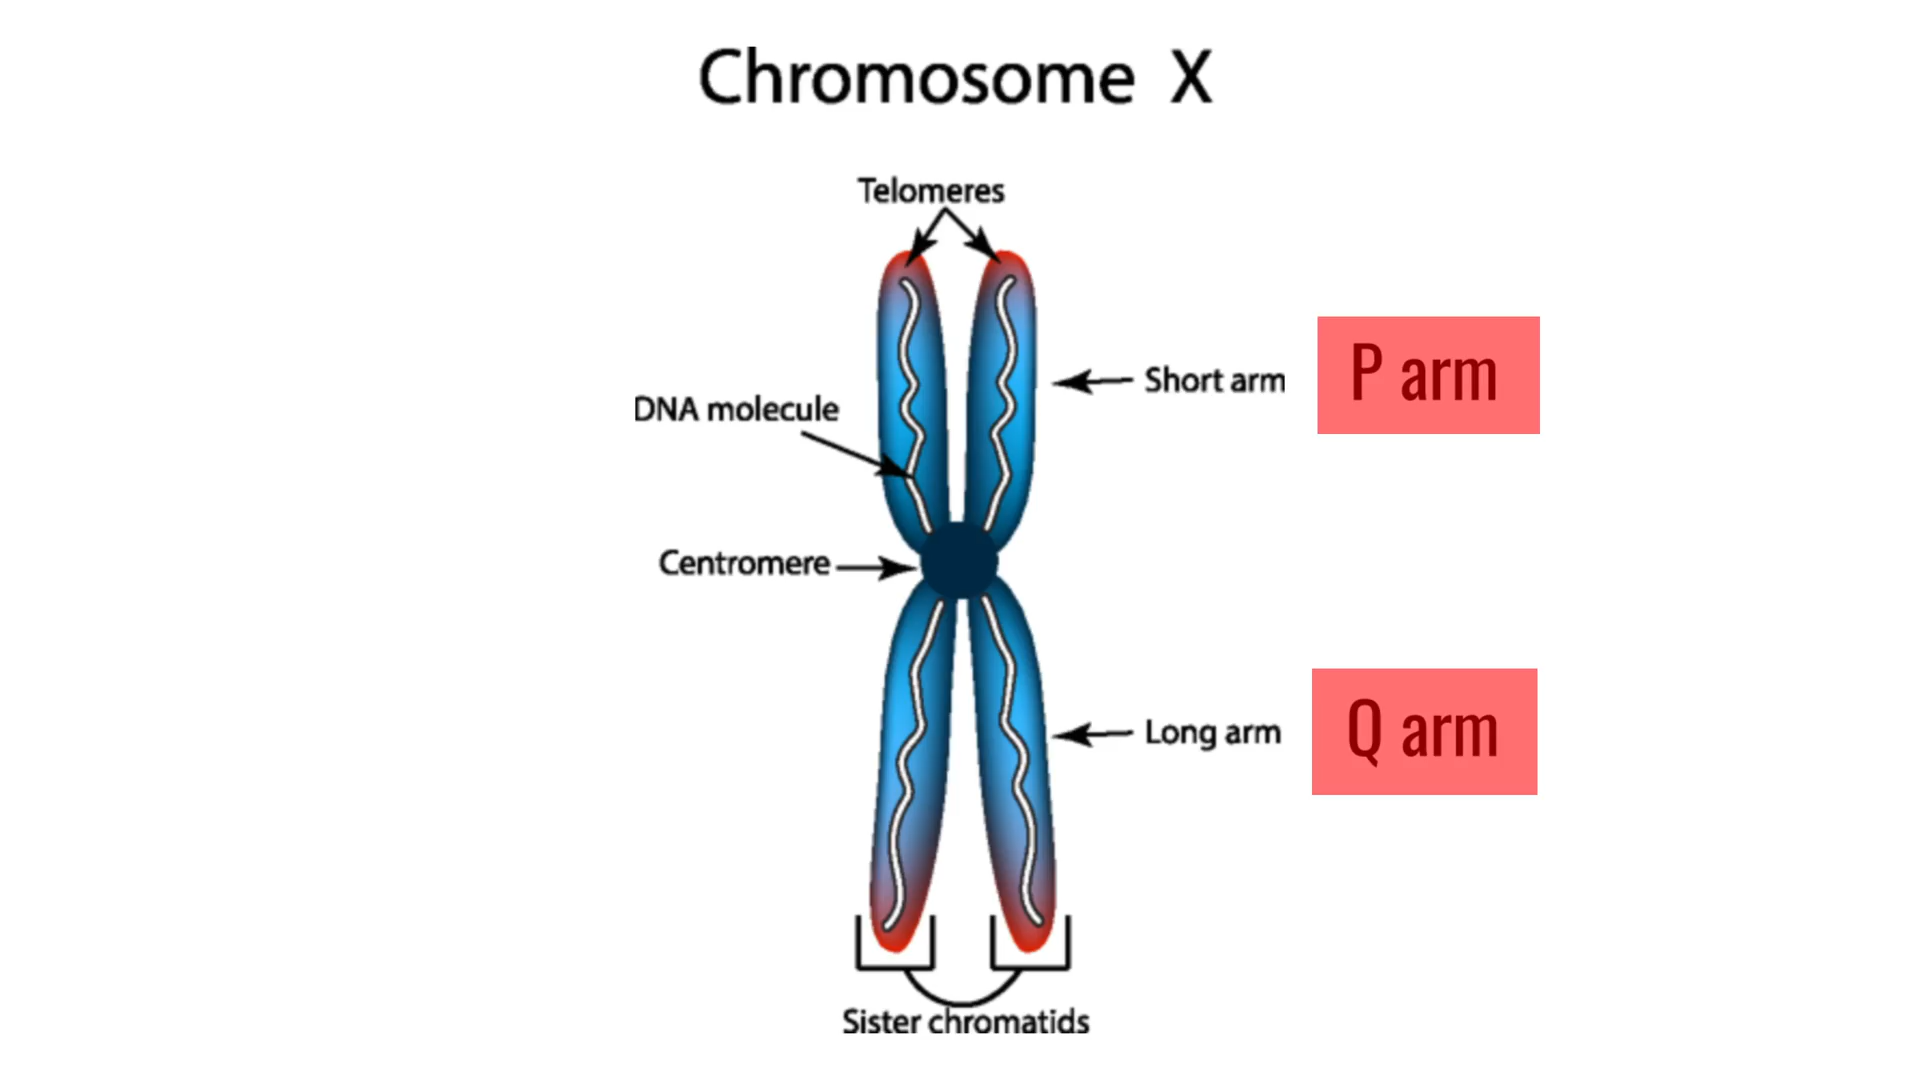 Chromosome X
Telomeres
Short arm
P arm
DNA molecule
Centromere
Long arm
Q arm
Sister chromatids